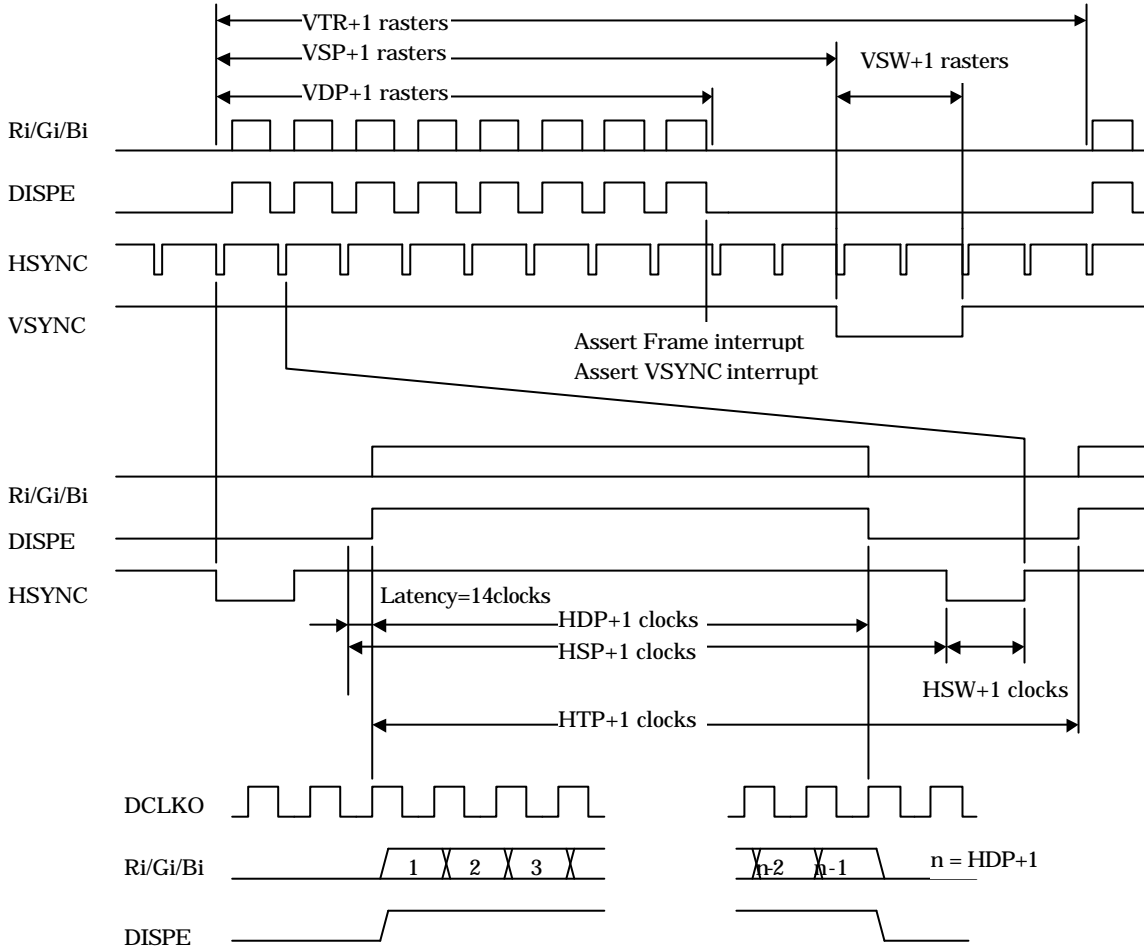 VTR+1 rasters
VSP+1 rasters
VSW+1 rasters
VDP+1 rasters
Ri/Gi/Bi
DISPE
HSYNC
VSYNC
Assert Frame interrupt
Assert VSYNC interrupt
Ri/Gi/Bi
DISPE
HSYNC
Latency=14clocks
HDP+1 clocks
HSP+1 clocks
HSW+1 clocks
HTP+1 clocks
DCLKO
Ri/Gi/Bi
1 2 3 n-2 n-1
n = HDP+1
DISPE